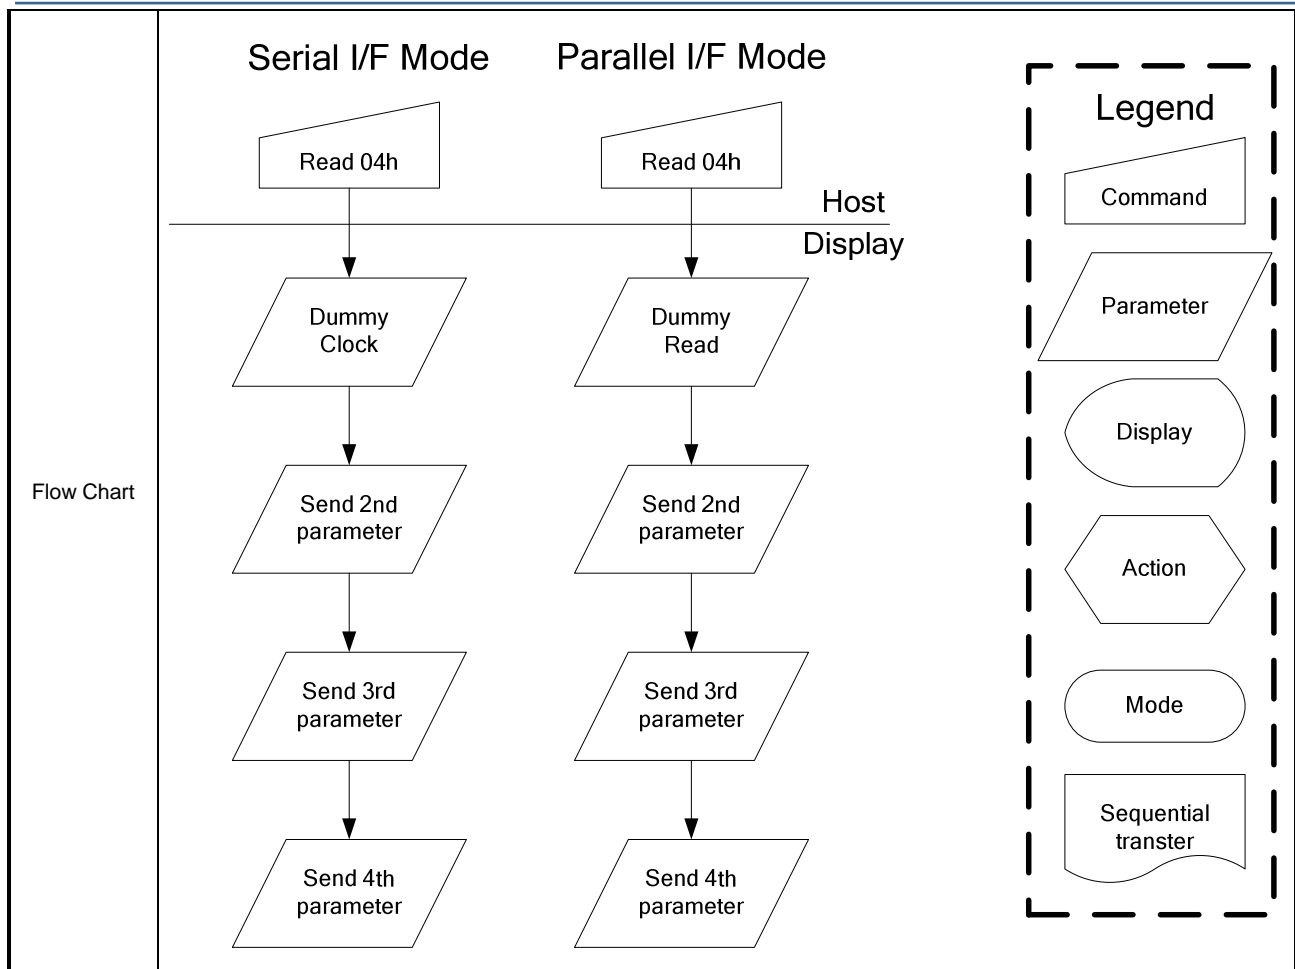 Flow Chart
Serial I/F Mode
Read 04h
Dummy
Clock
Send 2nd
parameter
Send 3rd
parameter
Send 4th
parameter
Parallel I/F Mode
Read 04h
Host
Display
Dummy
Read
Send 2nd
parameter
Send 3rd
parameter
Send 4th
parameter
Legend
Command
Parameter
Display
Action
Mode
Sequential
transter